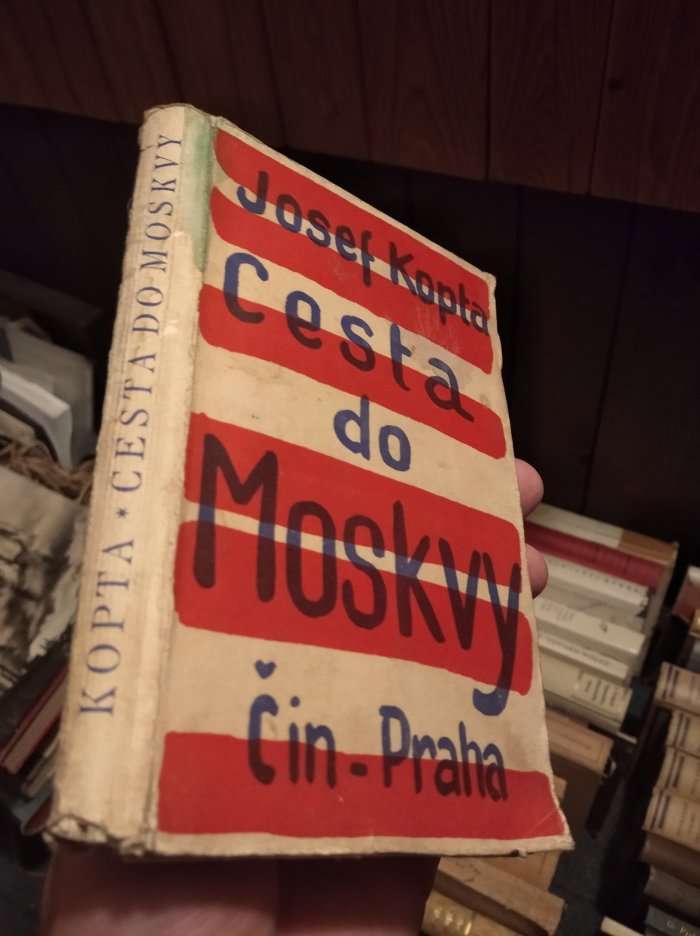 KOPTA * CESTA DO MOSKVY
Josef Kopta
Cesta
do
Moskvy
Čin - Praha